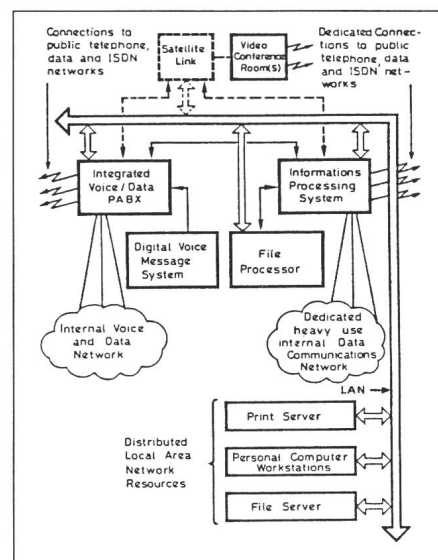 Connections to
public telephone,
data and ISDN
networks
Satellite
Link
Video
Conference
Room(s)
Dedicated Connec-
tions to public
telephone, data
and ISDN net-
works
Integrated
Voice / Data
PABX
Informations
Processing
System
Digital Voice
Message
System
File
Processor
Internal Voice
and Data
Network
Dedicated
heavy use
internal Data
Communications
Network
LAN
Distributed
Local Area
Network
Resources
Print Server
Personal Computer
Workstations
File Server